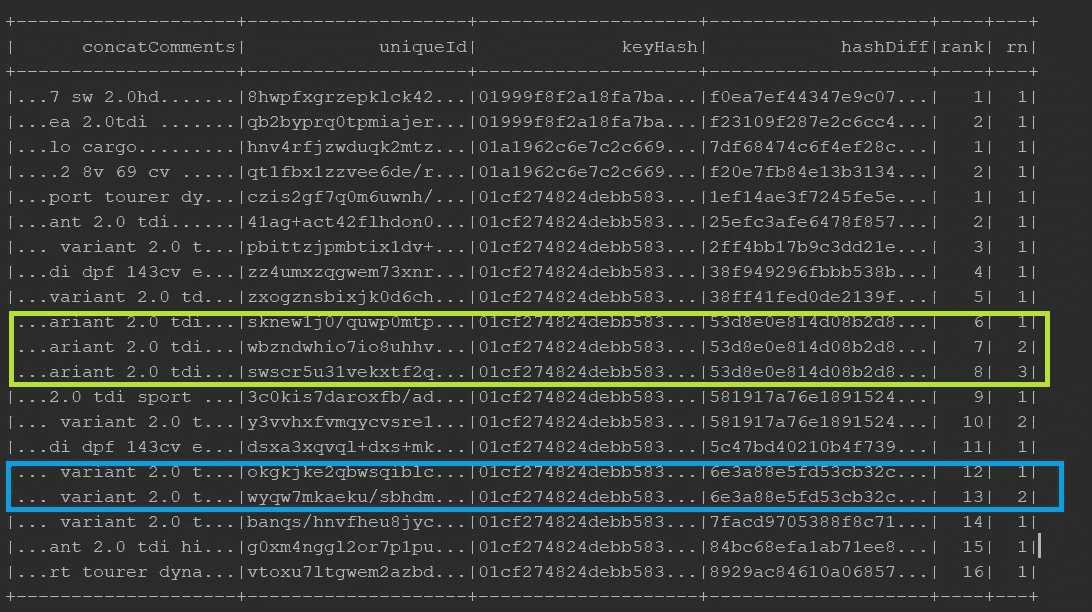 +------------------+------------------+------------------+------------------+----+---+
|    concatComments|          uniqueId|           keyHash|          hashDiff|rank| rn|
+------------------+------------------+------------------+------------------+----+---+
|...7 sw 2.0hd.......|8hwpfxgrzepklck42...|01999f8f2a18fa7ba...|f0ea7ef44347e9c07...|   1|  1|
|...ea 2.0tdi .......|qb2byprq0tpmiajer...|01999f8f2a18fa7ba...|f23109f287e2c6cc4...|   2|  1|
|...lo cargo.........|hnv4rfjzwduqk2mtz...|01a1962c6e7c2c669...|7df68474c6f4ef28c...|   1|  1|
|....2 8v 69 cv .....|qt1fbx1zzvee6de/r...|01a1962c6e7c2c669...|f20e7fb84e13b3134...|   2|  1|
|...port tourer dy...|czis2gf7q0m6uwnh/...|01cf274824debb583...|1ef14ae3f7245fe5e...|   1|  1|
|...ant 2.0 tdi......|41ag+act42flhdon0...|01cf274824debb583...|25efc3afe6478f857...|   2|  1|
|... variant 2.0 t...|pbittzjpmbtix1dv+...|01cf274824debb583...|2ff4bb17b9c3dd21e...|   3|  1|
|...di dpf 143cv e...|zz4umxzqgwem73xnr...|01cf274824debb583...|38f949296fbbb538b...|   4|  1|
|...variant 2.0 td...|zxogznsbixjk0d6ch...|01cf274824debb583...|38ff41fed0de2139f...|   5|  1|
...ariant 2.0 tdi...|sknew1j0/quwp0mtp...|01cf274824debb583...|53d8e0e814d08b2d8...|   6|  1|
...ariant 2.0 tdi...|wbzndwhio7io8uhhv...|01cf274824debb583...|53d8e0e814d08b2d8...|   7|  2|
...ariant 2.0 tdi...|swscr5u31vekxtf2q...|01cf274824debb583...|53d8e0e814d08b2d8...|   8|  3|
|...2.0 tdi sport ...|3c0kis7daroxfb/ad...|01cf274824debb583...|581917a76e1891524...|   9|  1|
|... variant 2.0 t...|y3vvhxfvmqycvsre1...|01cf274824debb583...|581917a76e1891524...|  10|  2|
|...di dpf 143cv e...|dsxa3xqvql+dxs+mk...|01cf274824debb583...|5c47bd40210b4f739...|  11|  1|
... variant 2.0 t...|okgkjke2qbwsqiblc...|01cf274824debb583...|6e3a88e5fd53cb32c...|  12|  1|
... variant 2.0 t...|wyqw7mkaeku/sbhdm...|01cf274824debb583...|6e3a88e5fd53cb32c...|  13|  2|
|... variant 2.0 t...|banqs/hnvfheu8jyc...|01cf274824debb583...|7facd9705388f8c71...|  14|  1|
|...ant 2.0 tdi hi...|g0xm4nggl2or7p1pu...|01cf274824debb583...|84bc68efa1ab71ee8...|  15|  1|
|...rt tourer dyna...|vtoxu7ltgwem2azbd...|01cf274824debb583...|8929ac84610a06857...|  16|  1|
+------------------+------------------+------------------+------------------+----+---+